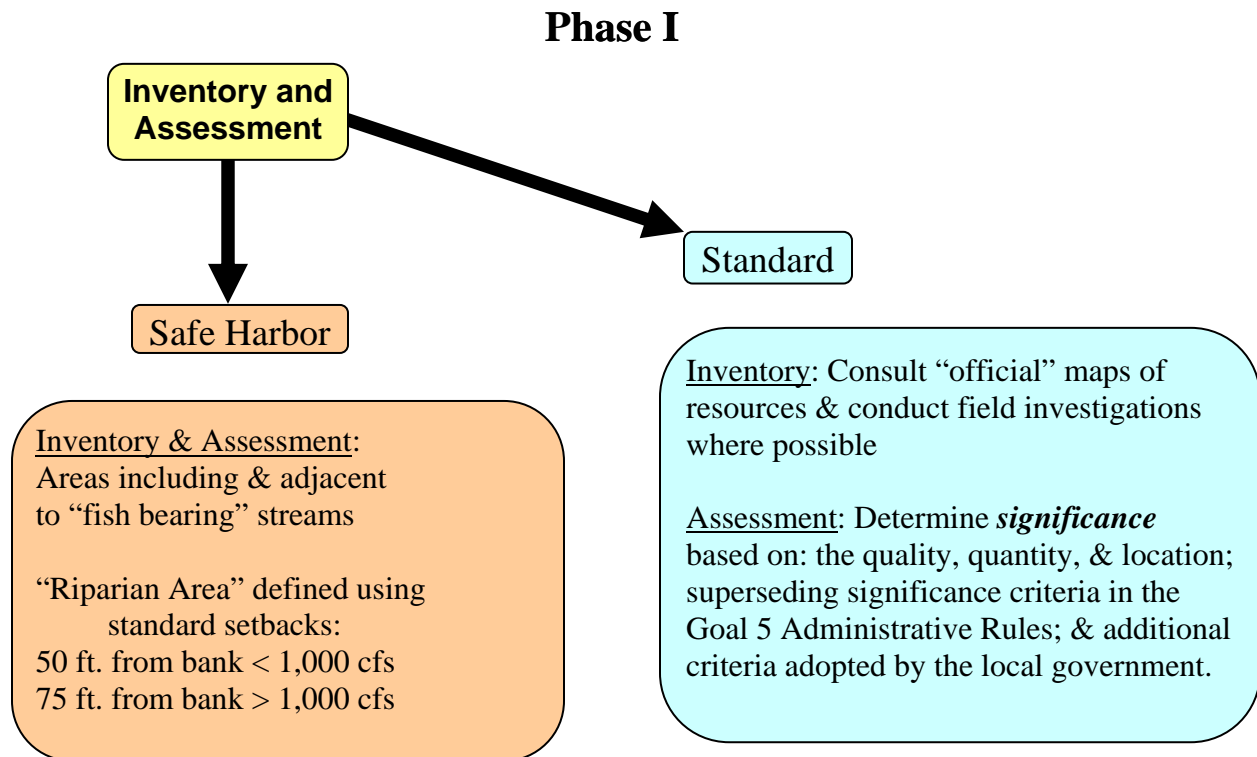 Phase I
Inventory and
Assessment
Standard
Safe Harbor
Inventory & Assessment:
Areas including & adjacent
to “fish bearing” streams
“Riparian Area” defined using
standard setbacks:
50 ft. from bank < 1,000 cfs
75 ft. from bank > 1,000 cfs
Inventory: Consult “official” maps of
resources & conduct field investigations
where possible
Assessment: Determine significance
based on: the quality, quantity, & location;
superseding significance criteria in the
Goal 5 Administrative Rules; & additional
criteria adopted by the local government.